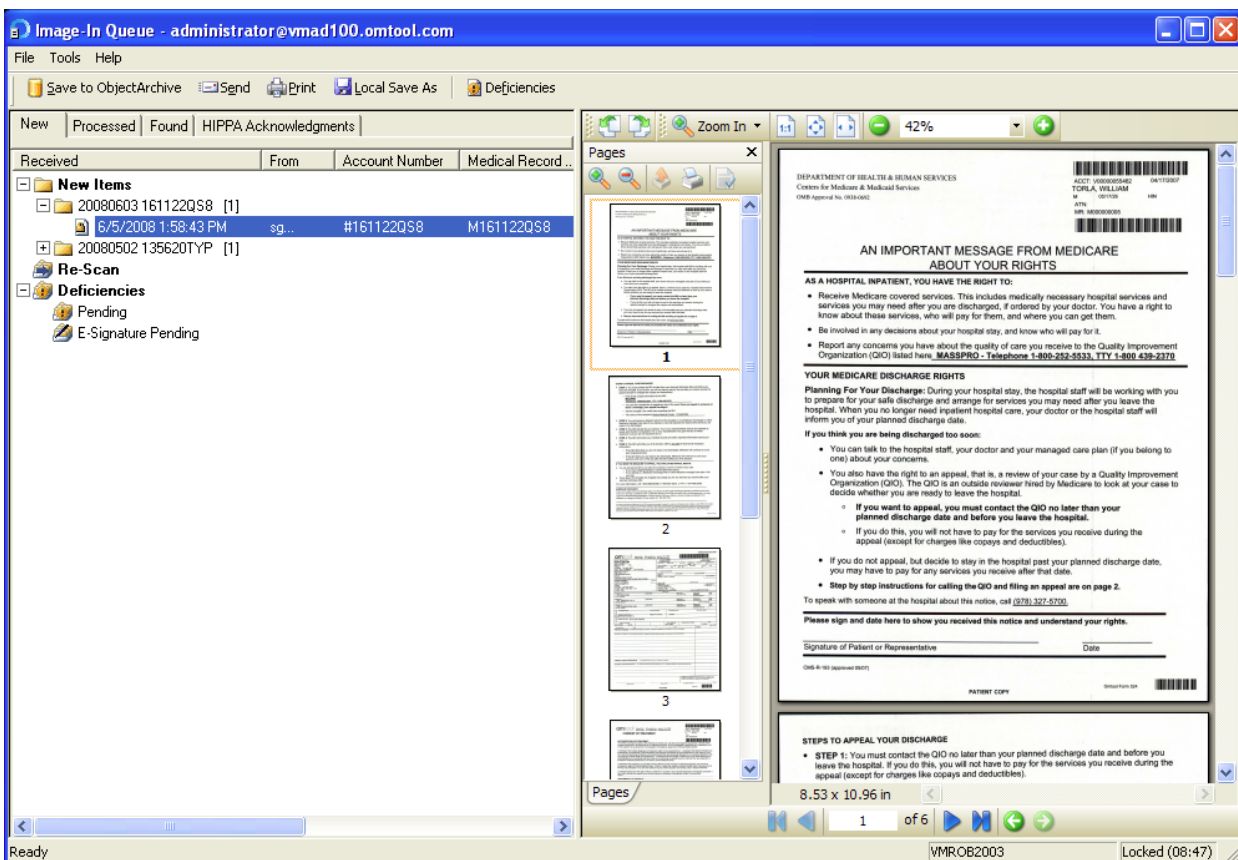 Image-In Queue - administrator@vmad100.omtool.com
File Tools Help
Save to ObjectArchive Send Print Local Save As Deficiencies
New Processed Found HIPPA Acknowledgments
Received From Account Number Medical Record ..
New Items
20080603 161122QS8 [1]
6/5/2008 1:58:43 PM sg... #161122QS8 M161122QS8
20080502 135620TYP [1]
Re-Scan
Deficiencies
Pending
E-Signature Pending
Zoom In 1:1 42%
Pages
1
2
3
Pages
DEPARTMENT OF HEALTH & HUMAN SERVICES
Centers for Medicare & Medicaid Services
OMB Approval No. 0938-0692
04/17/2007
TORLA, WILLIAM
AN IMPORTANT MESSAGE FROM MEDICARE
ABOUT YOUR RIGHTS
AS A HOSPITAL INPATIENT, YOU HAVE THE RIGHT TO:
• Receive Medicare covered services. This includes medically necessary hospital services and
services you may need after you are discharged, if ordered by your doctor. You have a right to
know about these services, who will pay for them, and where you can get them.
• Be involved in any decisions about your hospital stay, and know who will pay for it.
• Report any concerns you have about the quality of care you receive to the Quality Improvement
Organization (QIO) listed here MASSPRO - Telephone 1-800-252-5533, TTY 1-800 439-2370
YOUR MEDICARE DISCHARGE RIGHTS
Planning For Your Discharge: During your hospital stay, the hospital staff will be working with you
to prepare for your safe discharge and arrange for services you may need after you leave the
hospital. When you no longer need inpatient hospital care, your doctor or the hospital staff will
inform you of your planned discharge date.
If you think you are being discharged too soon:
• You can talk to the hospital staff, your doctor and your managed care plan (if you belong to
one) about your concerns.
• You also have the right to an appeal, that is, a review of your case by a Quality Improvement
Organization (QIO). The QIO is an outside reviewer hired by Medicare to look at your case to
decide whether you are ready to leave the hospital.
◦ If you want to appeal, you must contact the QIO no later than your
planned discharge date and before you leave the hospital.
◦ If you do this, you will not have to pay for the services you receive during the
appeal (except for charges like copays and deductibles).
• If you do not appeal, but decide to stay in the hospital past your planned discharge date,
you may have to pay for any services you receive after that date.
• Step by step instructions for calling the QIO and filing an appeal are on page 2.
To speak with someone at the hospital about this notice, call (978) 327-5700.
Please sign and date here to show you received this notice and understand your rights.
Signature of Patient or Representative Date
PATIENT COPY
STEPS TO APPEAL YOUR DISCHARGE
• STEP 1: You must contact the QIO no later than your planned discharge date and before you
leave the hospital. If you do this, you will not have to pay for the services you receive during the
appeal (except for charges like copays and deductibles).
8.53 x 10.96 in
1 of 6
Ready VMROB2003 Locked (08:47)